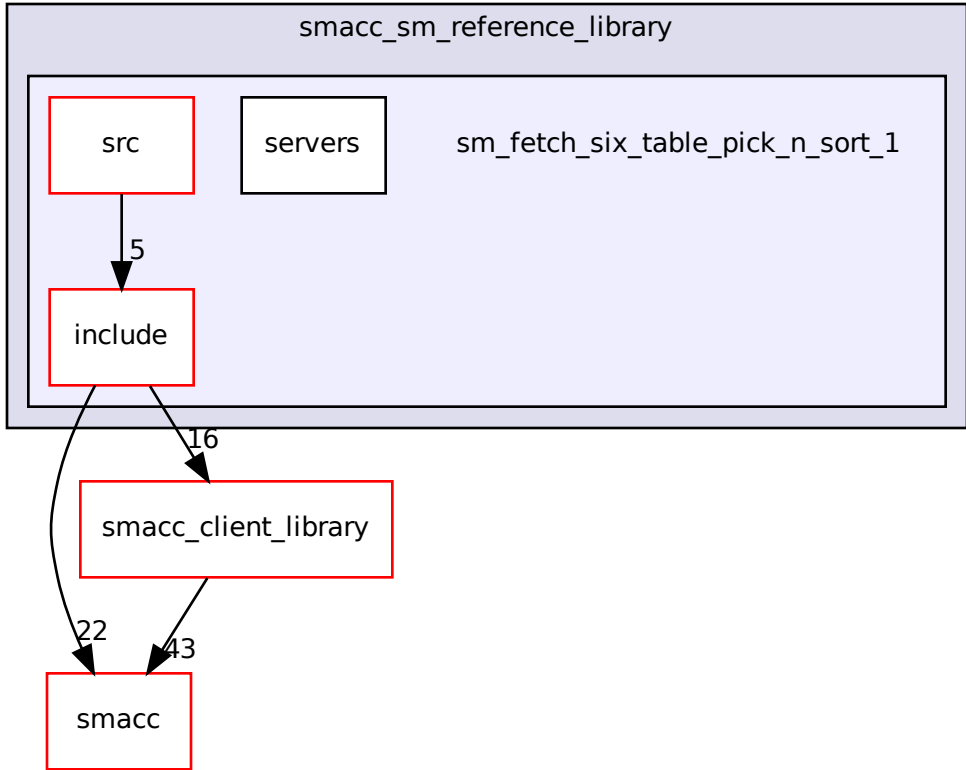 smacc_sm_reference_library
src
servers
sm_fetch_six_table_pick_n_sort_1
5
include
16
smacc_client_library
22
43
smacc